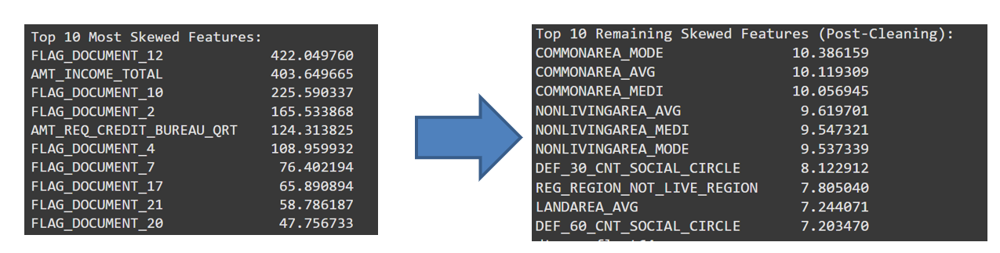 Top 10 Most Skewed Features:
FLAG_DOCUMENT_12 422.049760
AMT_INCOME_TOTAL 403.649665
FLAG_DOCUMENT_10 225.590337
FLAG_DOCUMENT_2 165.533868
AMT_REQ_CREDIT_BUREAU_QRT 124.313825
FLAG_DOCUMENT_4 108.959932
FLAG_DOCUMENT_7 76.402194
FLAG_DOCUMENT_17 65.890894
FLAG_DOCUMENT_21 58.786187
FLAG_DOCUMENT_20 47.756733
Top 10 Remaining Skewed Features (Post-Cleaning):
COMMONAREA_MODE 10.386159
COMMONAREA_AVG 10.119309
COMMONAREA_MEDI 10.056945
NONLIVINGAREA_AVG 9.619701
NONLIVINGAREA_MEDI 9.547321
NONLIVINGAREA_MODE 9.537339
DEF_30_CNT_SOCIAL_CIRCLE 8.122912
REG_REGION_NOT_LIVE_REGION 7.805040
LANDAREA_AVG 7.244071
DEF_60_CNT_SOCIAL_CIRCLE 7.203470